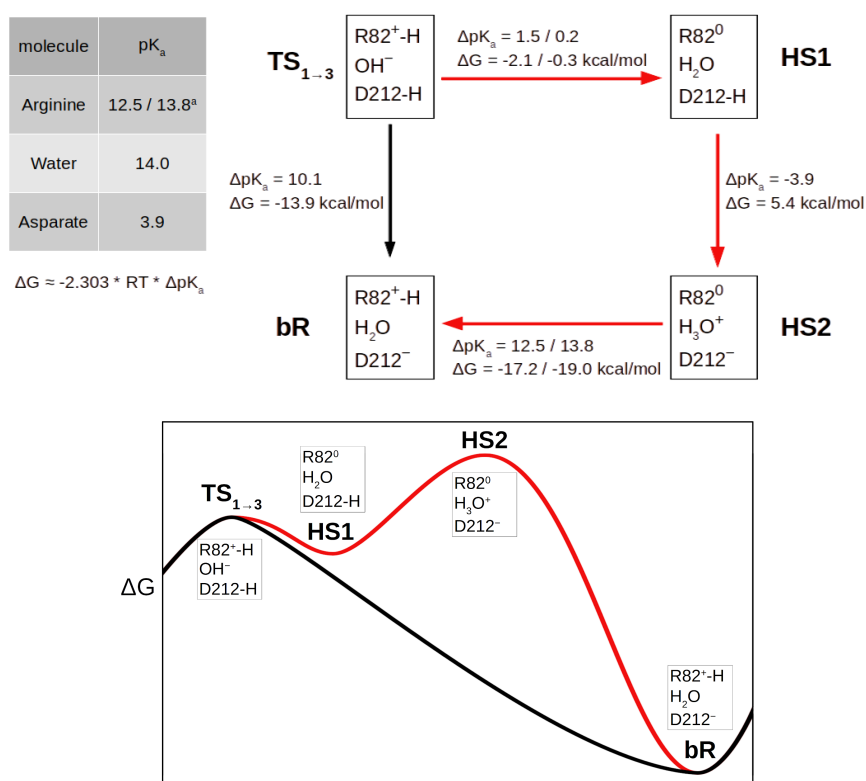 molecule pKₐ
Arginine 12.5 / 13.8ᵃ
Water 14.0
Asparate 3.9
ΔG ≈ -2.303 * RT * ΔpKₐ
TS₁→₃
R82⁺-H
OH⁻
D212-H
ΔpKₐ = 1.5 / 0.2
ΔG = -2.1 / -0.3 kcal/mol
R82⁰
H₂O
D212-H
HS1
ΔpKₐ = 10.1
ΔG = -13.9 kcal/mol
ΔpKₐ = -3.9
ΔG = 5.4 kcal/mol
bR
R82⁺-H
H₂O
D212⁻
ΔpKₐ = 12.5 / 13.8
ΔG = -17.2 / -19.0 kcal/mol
R82⁰
H₃O⁺
D212⁻
HS2
ΔG
TS₁→₃
R82⁺-H
OH⁻
D212-H
R82⁰
H₂O
D212-H
HS1
HS2
R82⁰
H₃O⁺
D212⁻
R82⁺-H
H₂O
D212⁻
bR